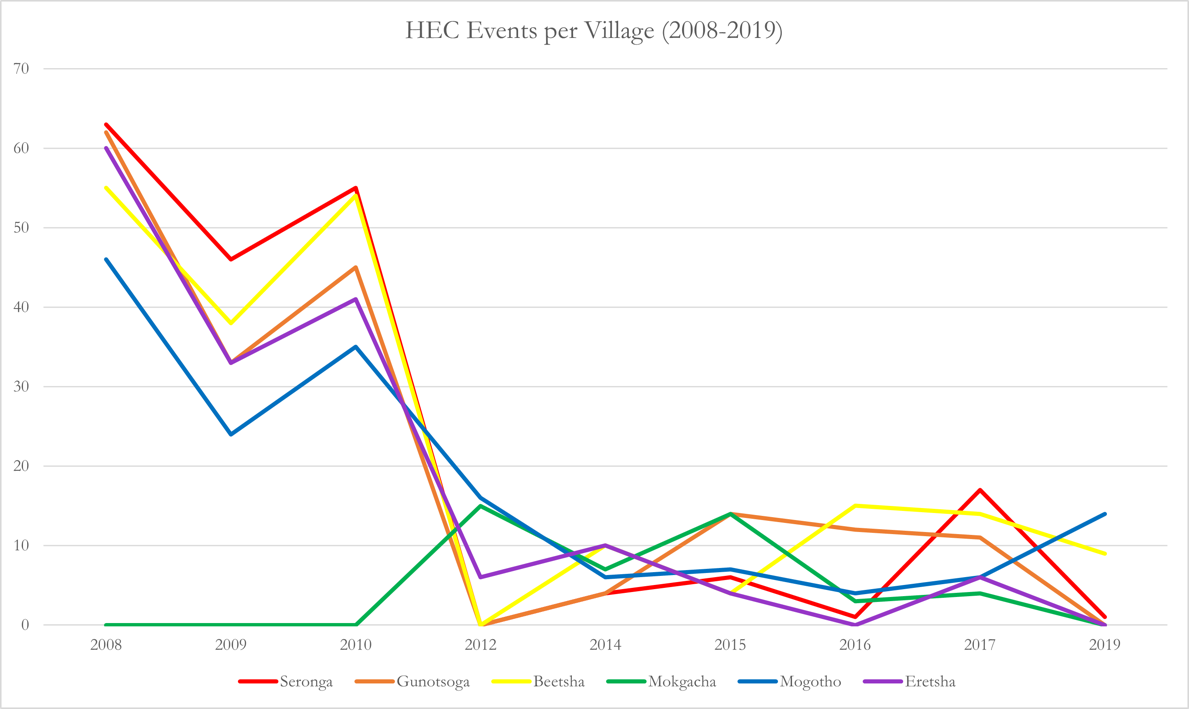 HEC Events per Village (2008-2019)
70
60
50
40
30
20
10
0
2008 2009 2010 2012 2014 2015 2016 2017 2019
Seronga Gunotsoga Beetsha Mokgacha Mogotho Eretsha